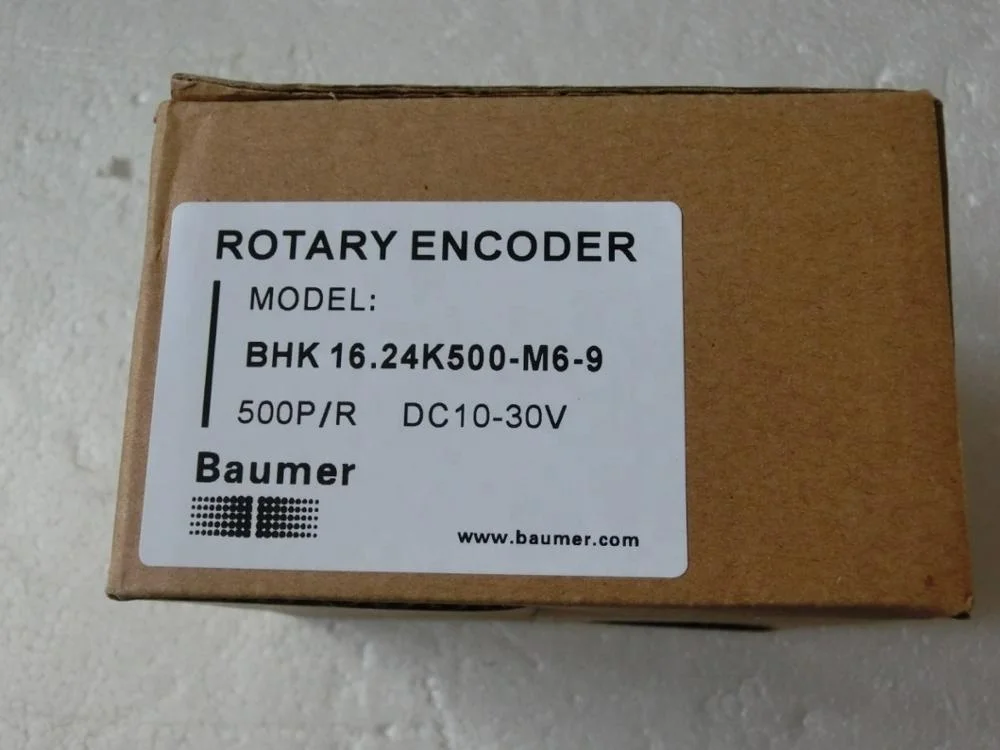 ROTARY ENCODER
MODEL:
BHK 16.24K500-M6-9
500P/R DC10-30V
Baumer
www.baumer.com